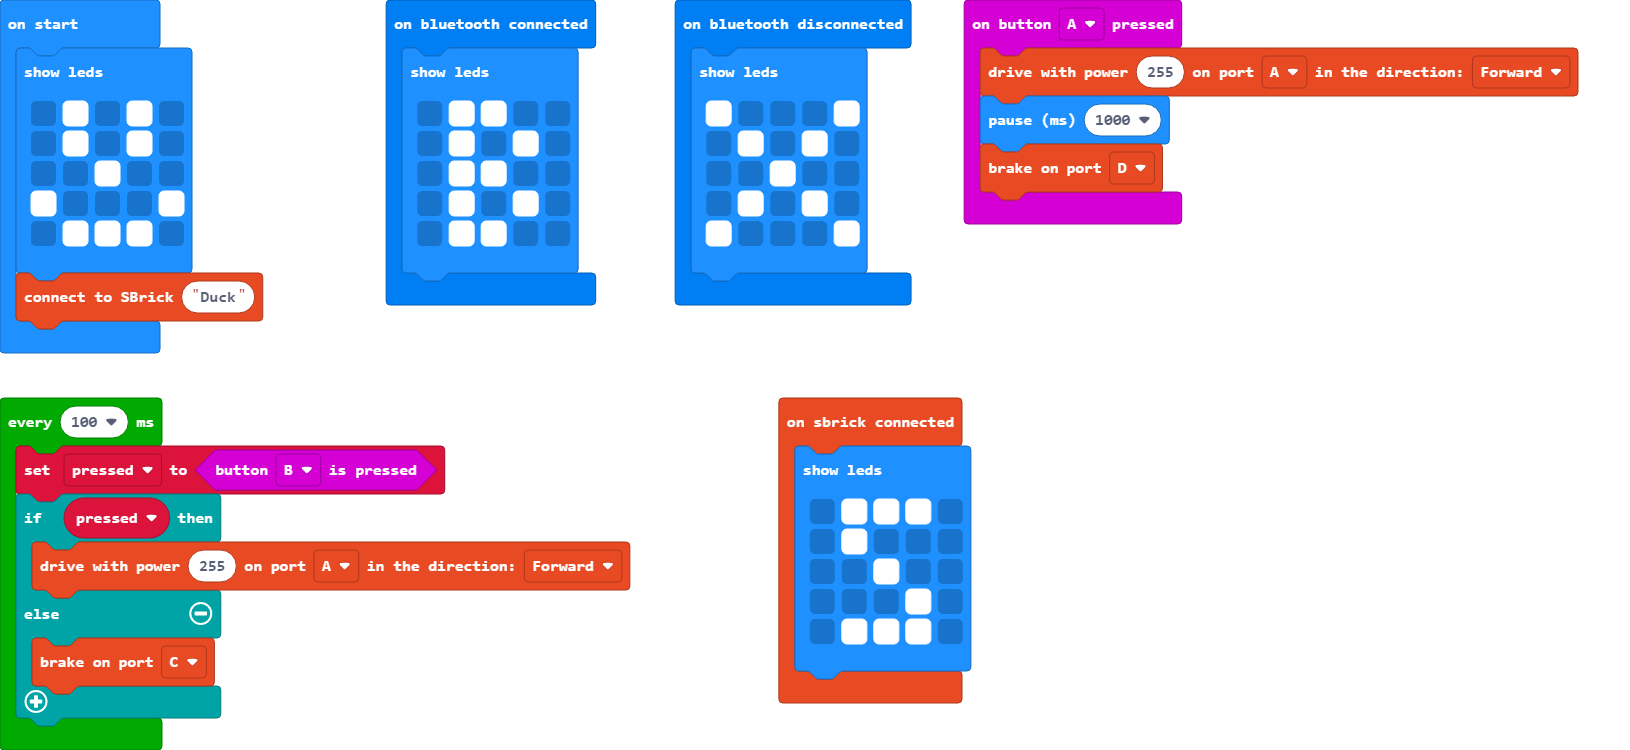 on start
show leds
connect to SBrick "Duck"
on bluetooth connected
show leds
on bluetooth disconnected
show leds
on button A pressed
drive with power 255 on port A in the direction: Forward
pause (ms) 1000
brake on port D
every 100 ms
set pressed to button B is pressed
if pressed then
drive with power 255 on port A in the direction: Forward
else
brake on port C
on sbrick connected
show leds